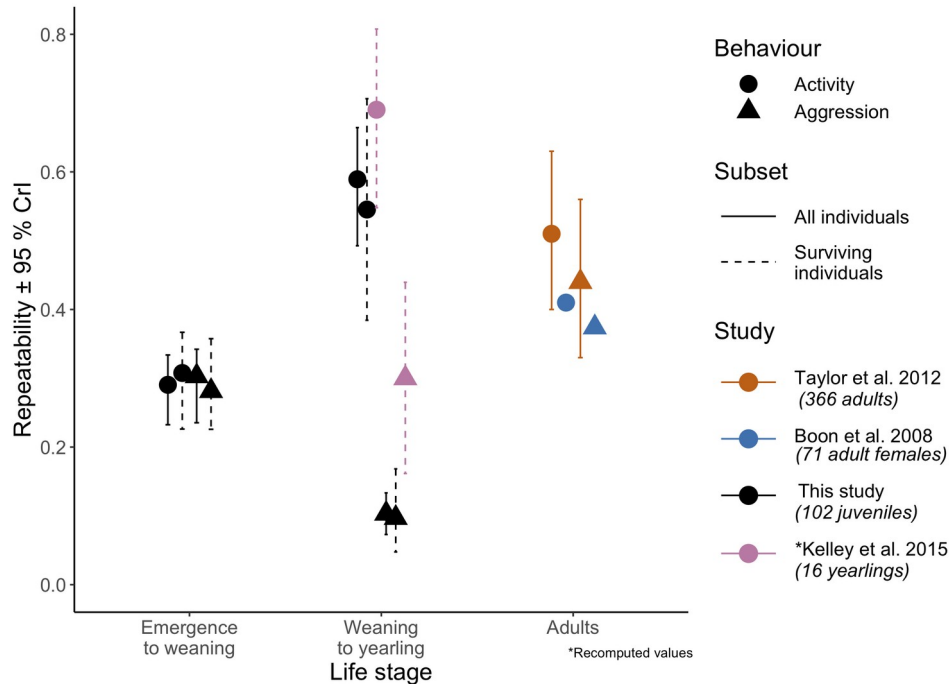 Repeatability ± 95 % CrI
0.8
0.6
0.4
0.2
0.0
Emergence
to weaning
Weaning
to yearling
Adults
*Recomputed values
Life stage
Behaviour
Activity
Aggression
Subset
All individuals
Surviving
individuals
Study
Taylor et al. 2012
(366 adults)
Boon et al. 2008
(71 adult females)
This study
(102 juveniles)
*Kelley et al. 2015
(16 yearlings)